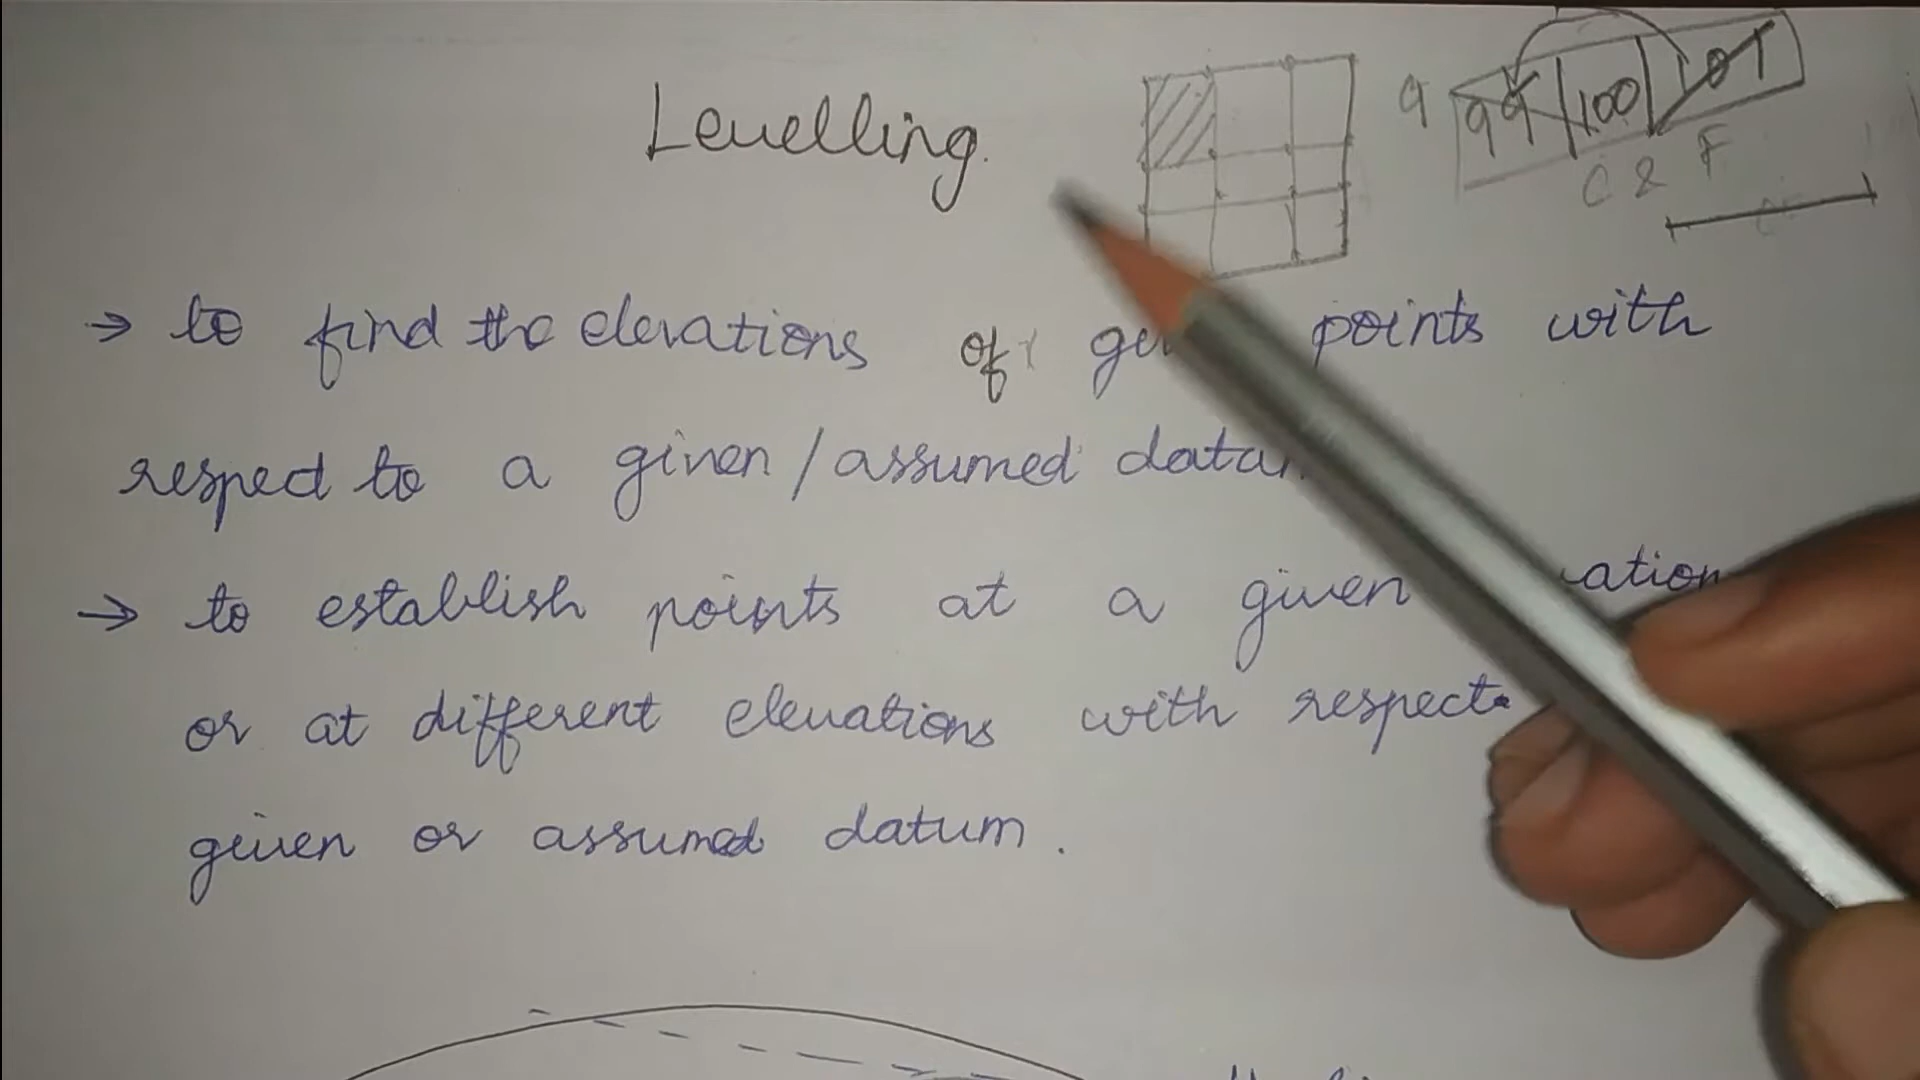 Levelling.
9 99 100 101
C & F
→ to find the elevations of points with
respect to a given / assumed
→ to establish points at a given
or at different elevations with respect
given or assumed datum .